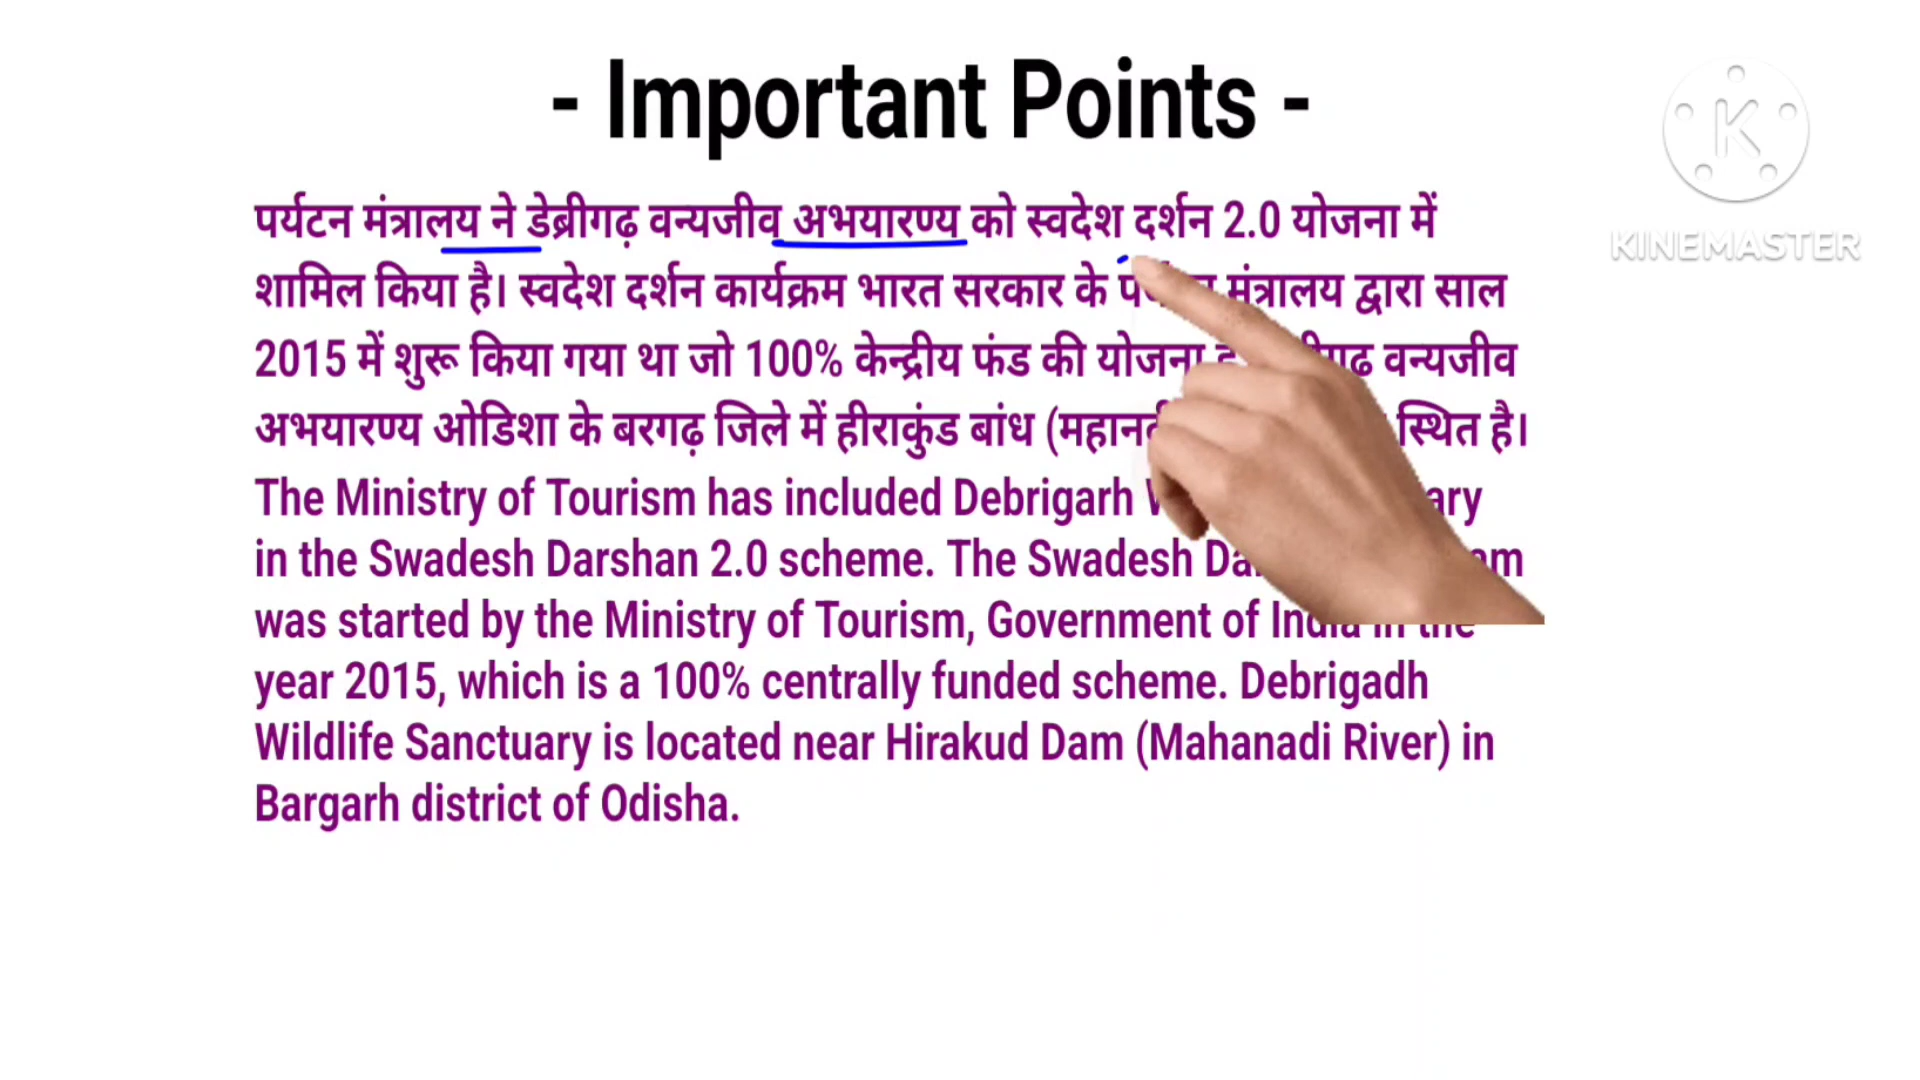 - Important Points -
K
KINEMASTER
पर्यटन मंत्रालय ने डेब्रीगढ़ वन्यजीव अभयारण्य को स्वदेश दर्शन 2.0 योजना में
शामिल किया है। स्वदेश दर्शन कार्यक्रम भारत सरकार के मंत्रालय द्वारा साल
2015 में शुरू किया गया था जो 100% केन्द्रीय फंड की योजना वन्यजीव
अभयारण्य ओडिशा के बरगढ़ जिले में हीराकुंड बांध स्थित है।
The Ministry of Tourism has included Debrigarh
in the Swadesh Darshan 2.0 scheme. The Swadesh
was started by the Ministry of Tourism, Government of India in the
year 2015, which is a 100% centrally funded scheme. Debrigadh
Wildlife Sanctuary is located near Hirakud Dam (Mahanadi River) in
Bargarh district of Odisha.